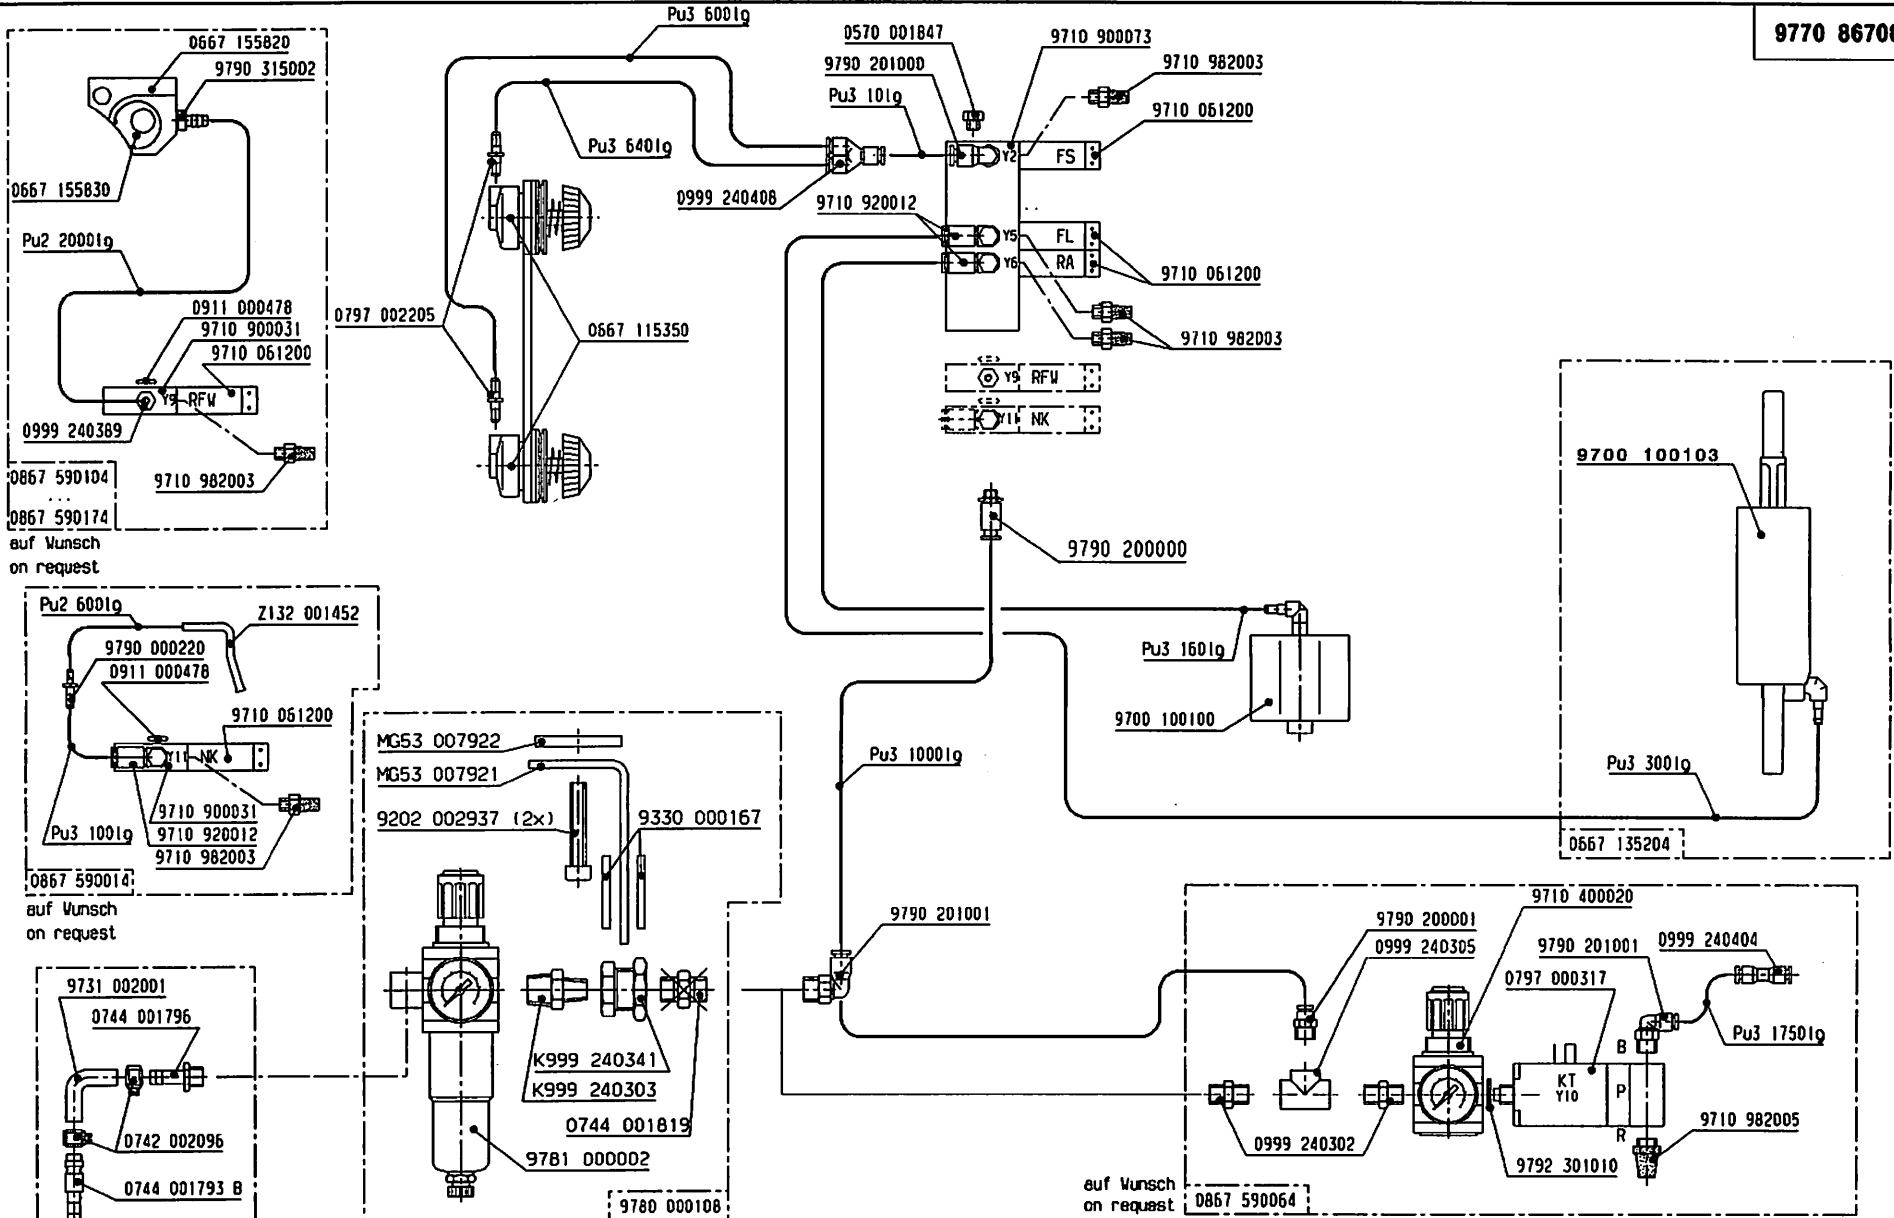 9770 86708
0667 155820
9790 315002
0667 155830
Pu2 2000lg
0911 000478
9710 900031
9710 061200
Y9 RFW
0999 240389
9710 982003
0867 590104
...
0867 590174
auf Wunsch
on request
Pu3 600lg
Pu3 640lg
0797 002205
0667 115350
0999 240408
0570 001847
9790 201000
Pu3 10lg
9710 900073
9710 982003
9710 061200
Y2 FS
9710 920012
Y5 FL
Y6 RA
9710 061200
9710 982003
Y9 RFW
Y11 NK
9790 200000
Pu3 160lg
9700 100100
Pu3 1000lg
9700 100103
Pu3 300lg
0667 135204
Pu2 600lg
Z132 001452
9790 000220
0911 000478
9710 061200
Y11 NK
9710 900031
Pu3 100lg
9710 920012
9710 982003
0867 590014
auf Wunsch
on request
MG53 007922
MG53 007921
9202 002937 (2x)
9330 000167
K999 240341
K999 240303
0744 001819
9781 000002
9780 000108
9731 002001
0744 001796
0742 002096
0744 001793 B
9790 201001
9710 400020
9790 200001
0999 240305
9790 201001
0999 240404
0797 000317
Pu3 1750lg
B
KT
Y10
P
R
0999 240302
9710 982005
9792 301010
auf Wunsch
on request
0867 590064